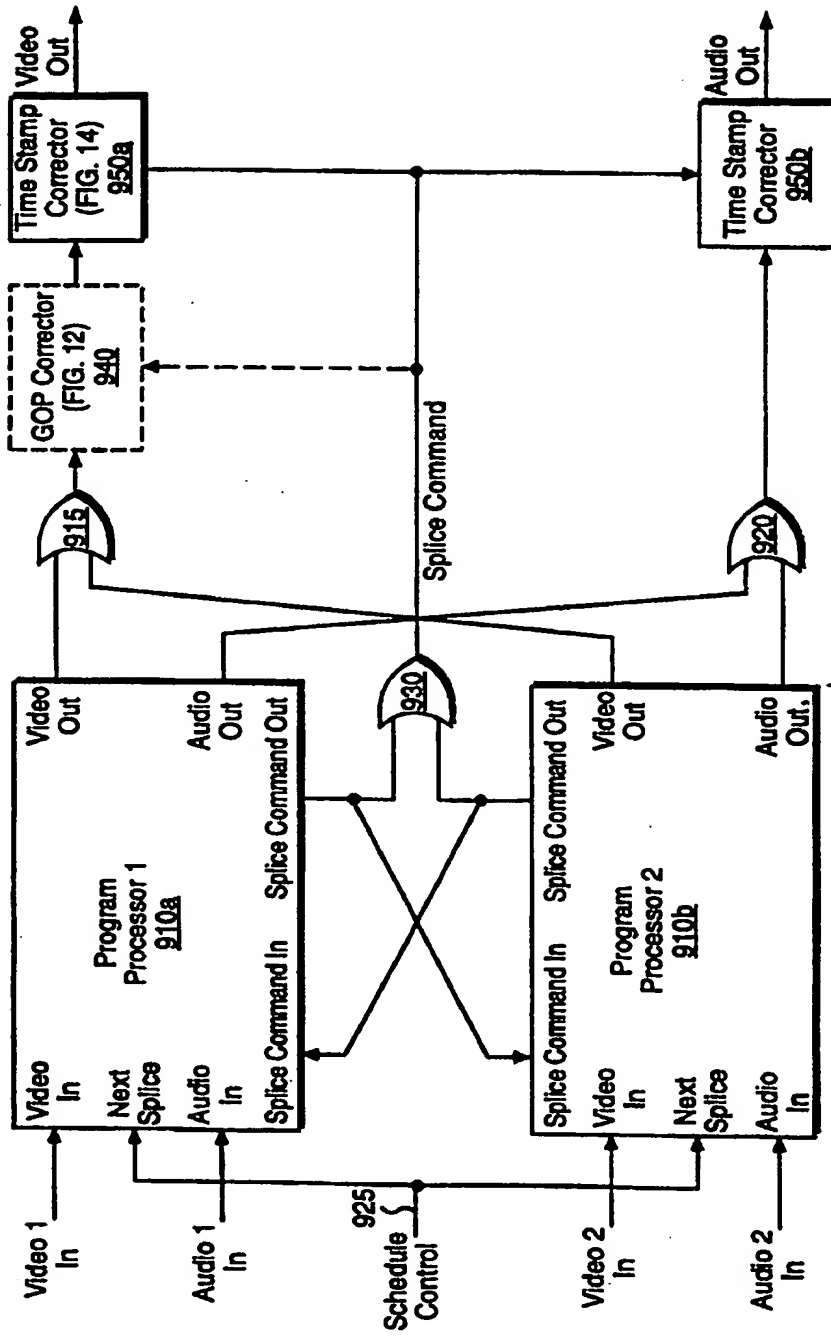 Video 1
In
Audio 1
In
925
Schedule
Control
Video 2
In
Audio 2
In
Video
In
Next
Splice
Audio
In
Splice Command In
Program
Processor 1
910a
Video
Out
Audio
Out
Splice Command Out
Splice Command In
Video
In
Next
Splice
Audio
In
Program
Processor 2
910b
Splice Command Out
Video
Out
Audio
Out.
915
930
920
Splice Command
GOP Corrector
(FIG. 12)
940
Time Stamp
Corrector
(FIG. 14)
950a
Video
Out
Time Stamp
Corrector
950b
Audio
Out